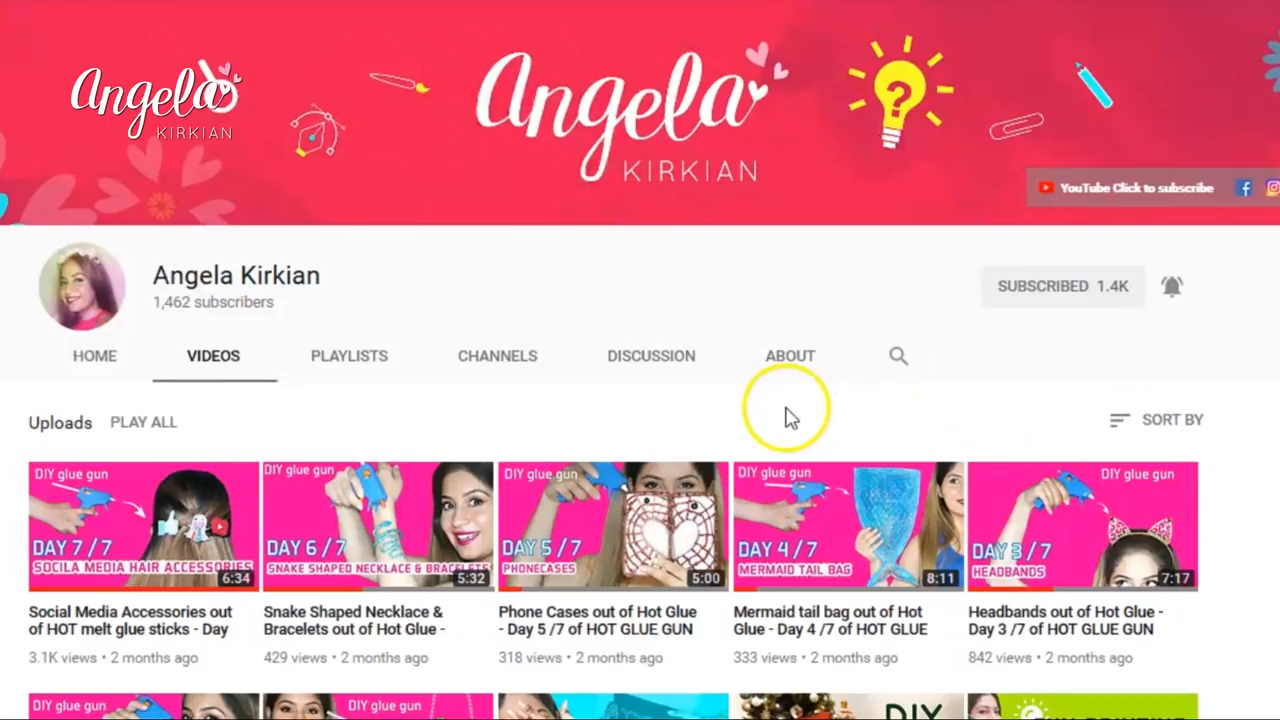 Angela
KIRKIAN
Angela
KIRKIAN
YouTube Click to subscribe
Angela Kirkian
1,462 subscribers
SUBSCRIBED 1.4K
HOME VIDEOS PLAYLISTS CHANNELS DISCUSSION ABOUT
Uploads PLAY ALL
SORT BY
DIY glue gun
DAY 7/7
SOCILA MEDIA HAIR ACCESSORIES
6:34
DIY glue gun
DAY 6/7
SNAKE SHAPED NECKLACE & BRACELETS
5:32
DIY glue gun
DAY 5/7
PHONECASES
5:00
DIY glue gun
DAY 4/7
MERMAID TAIL BAG
8:11
DIY glue gun
DAY 3/7
HEADBANDS
7:17
Social Media Accessories out
of HOT melt glue sticks - Day
3.1K views • 2 months ago
Snake Shaped Necklace &
Bracelets out of Hot Glue -
429 views • 2 months ago
Phone Cases out of Hot Glue
- Day 5 /7 of HOT GLUE GUN
318 views • 2 months ago
Mermaid tail bag out of Hot
Glue - Day 4 /7 of HOT GLUE
333 views • 2 months ago
Headbands out of Hot Glue -
Day 3 /7 of HOT GLUE GUN
842 views • 2 months ago
DIY glue gun
DIY glue gun
DIY